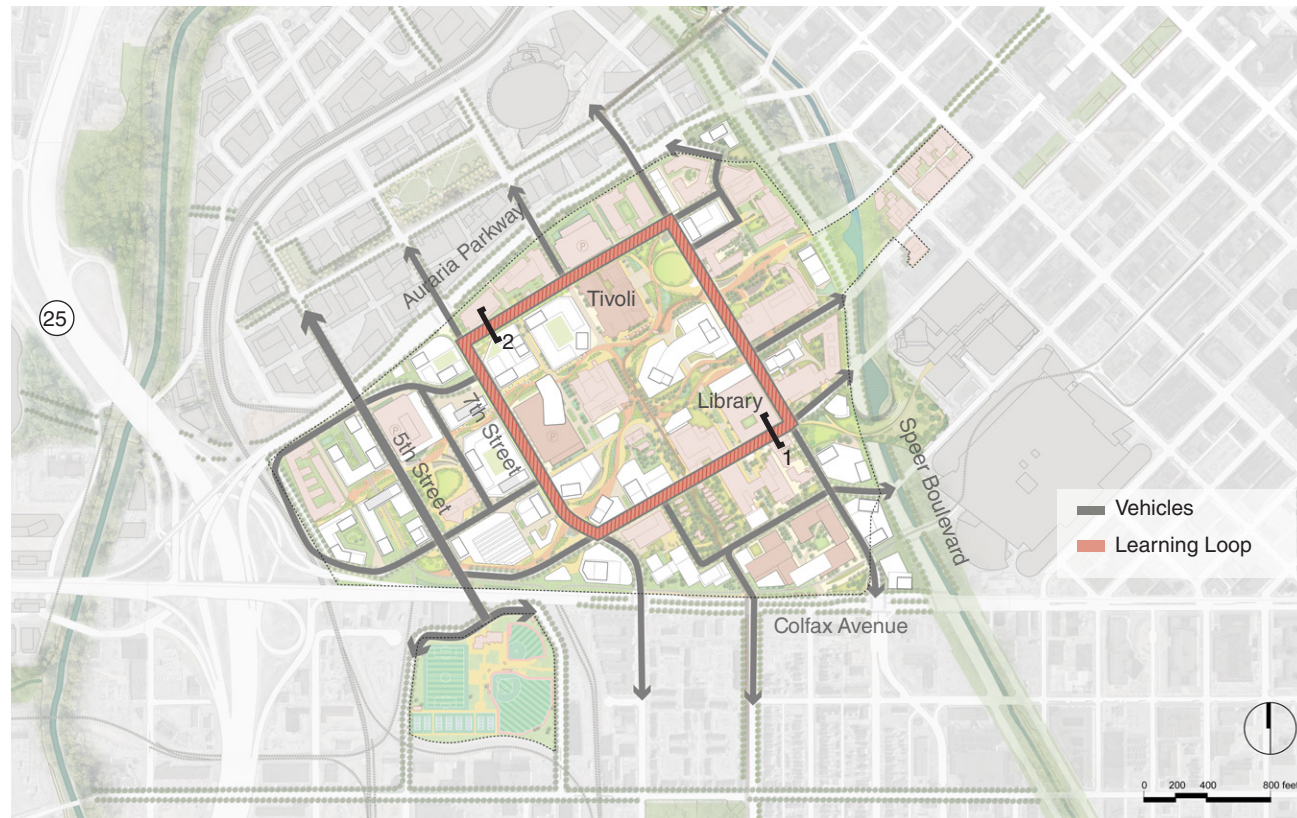 Auraria Parkway
25
Tivoli
2
7th Street
Library
5th Street
1
Speer Boulevard
Vehicles
Learning Loop
Colfax Avenue
P
P
P
0 200 400 800 feet